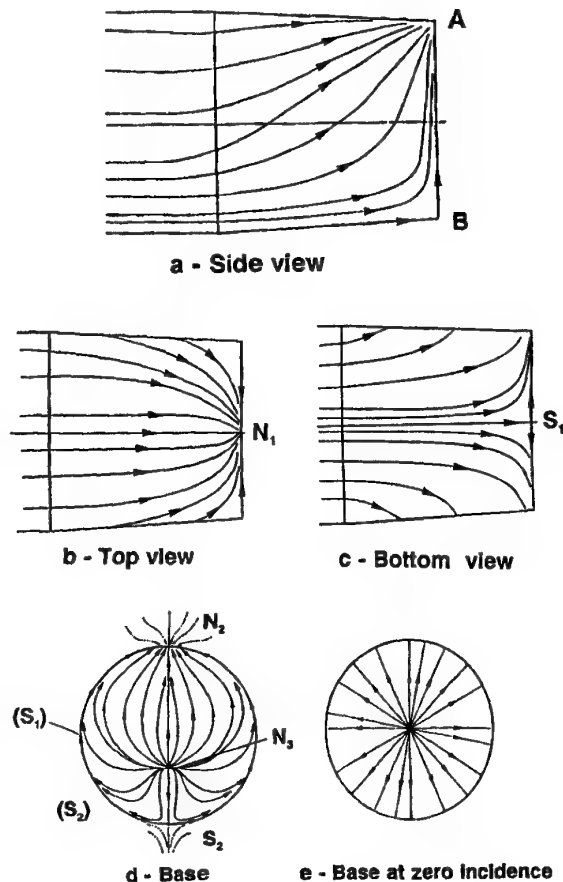 A
B
a - Side view
N₁
S₁
b - Top view
c - Bottom view
N₂
(S₁)
N₃
(S₂)
S₂
d - Base
e - Base at zero incidence